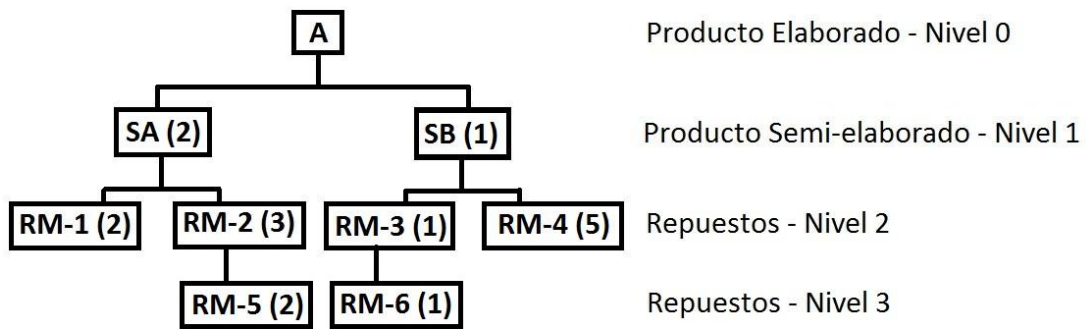 A
Producto Elaborado - Nivel 0
SA (2)
SB (1)
Producto Semi-elaborado - Nivel 1
RM-1 (2)
RM-2 (3)
RM-3 (1)
RM-4 (5)
Repuestos - Nivel 2
RM-5 (2)
RM-6 (1)
Repuestos - Nivel 3